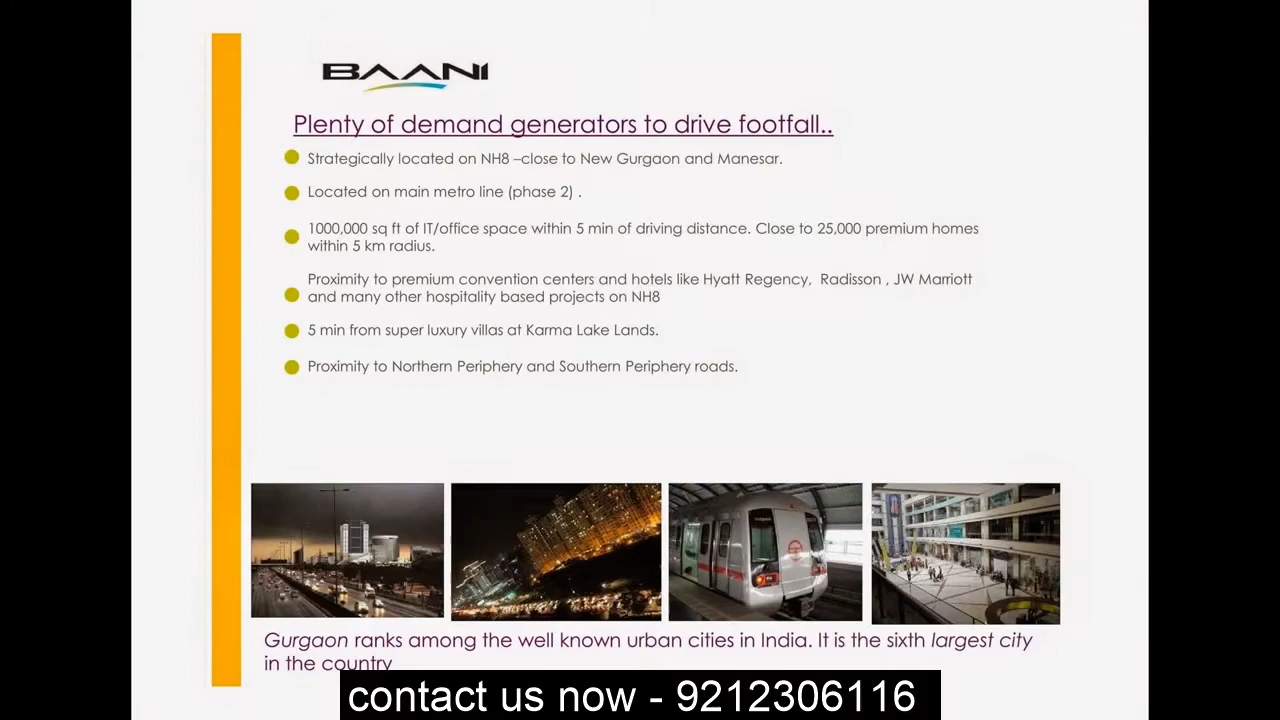 BAANI
Plenty of demand generators to drive footfall..
Strategically located on NH8 –close to New Gurgaon and Manesar.
Located on main metro line (phase 2) .
1000,000 sq ft of IT/office space within 5 min of driving distance. Close to 25,000 premium homes
within 5 km radius.
Proximity to premium convention centers and hotels like Hyatt Regency,  Radisson , JW Marriott
and many other hospitality based projects on NH8
5 min from super luxury villas at Karma Lake Lands.
Proximity to Northern Periphery and Southern Periphery roads.
Gurgaon ranks among the well known urban cities in India. It is the sixth largest city
in the country
contact us now - 9212306116